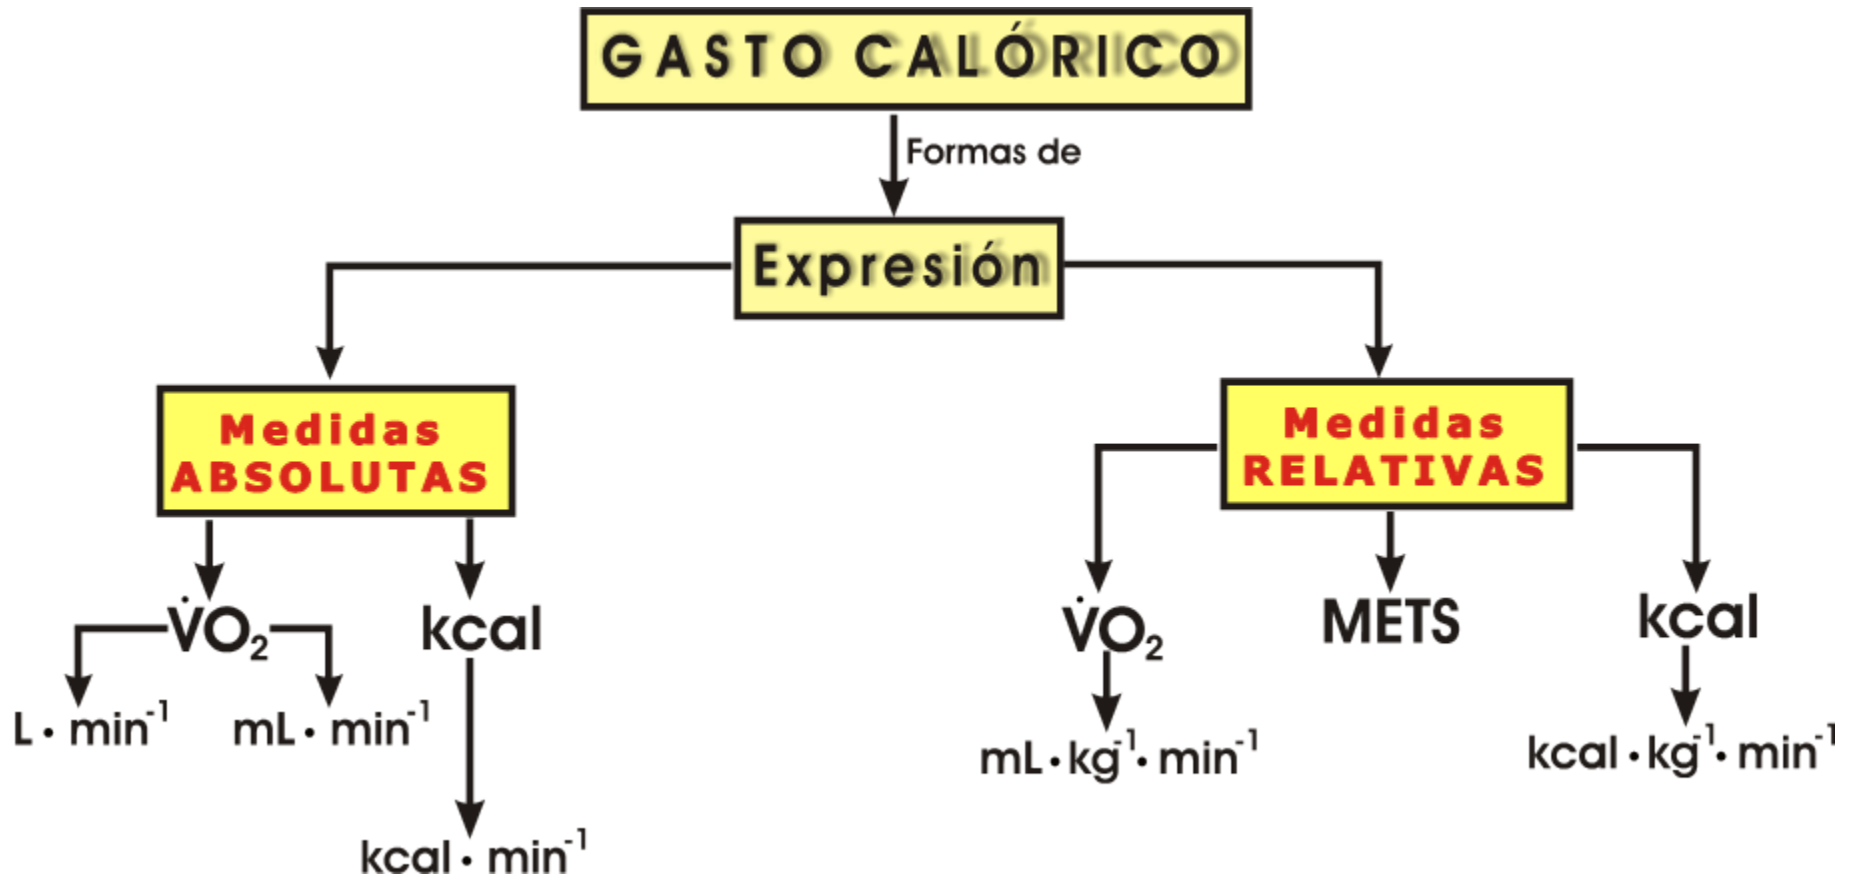 GASTO CALÓRICO
Formas de
Expresión
Medidas
ABSOLUTAS
Medidas
RELATIVAS
V̇O₂
kcal
V̇O₂
METS
kcal
L · min⁻¹
mL · min⁻¹
mL · kg⁻¹ · min⁻¹
kcal · kg⁻¹ · min⁻¹
kcal · min⁻¹